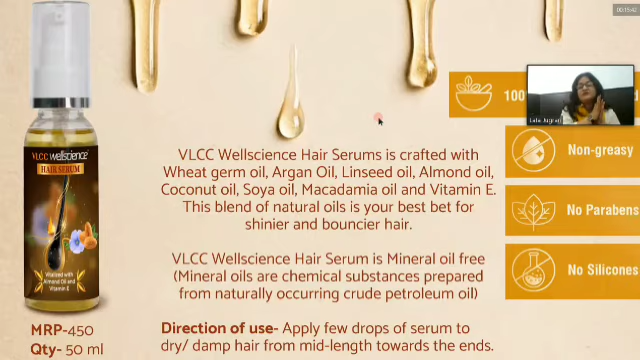 00:15:42
100
VLCC wellscience
HAIR SERUM
Vitalized with
Almond Oil and
Vitamin E
MRP-450
Qty- 50 ml
VLCC Wellscience Hair Serums is crafted with
Wheat germ oil, Argan Oil, Linseed oil, Almond oil,
Coconut oil, Soya oil, Macadamia oil and Vitamin E.
This blend of natural oils is your best bet for
shinier and bouncier hair.
VLCC Wellscience Hair Serum is Mineral oil free
(Mineral oils are chemical substances prepared
from naturally occurring crude petroleum oil)
Direction of use- Apply few drops of serum to
dry/ damp hair from mid-length towards the ends.
Non-greasy
No Parabens
No Silicones